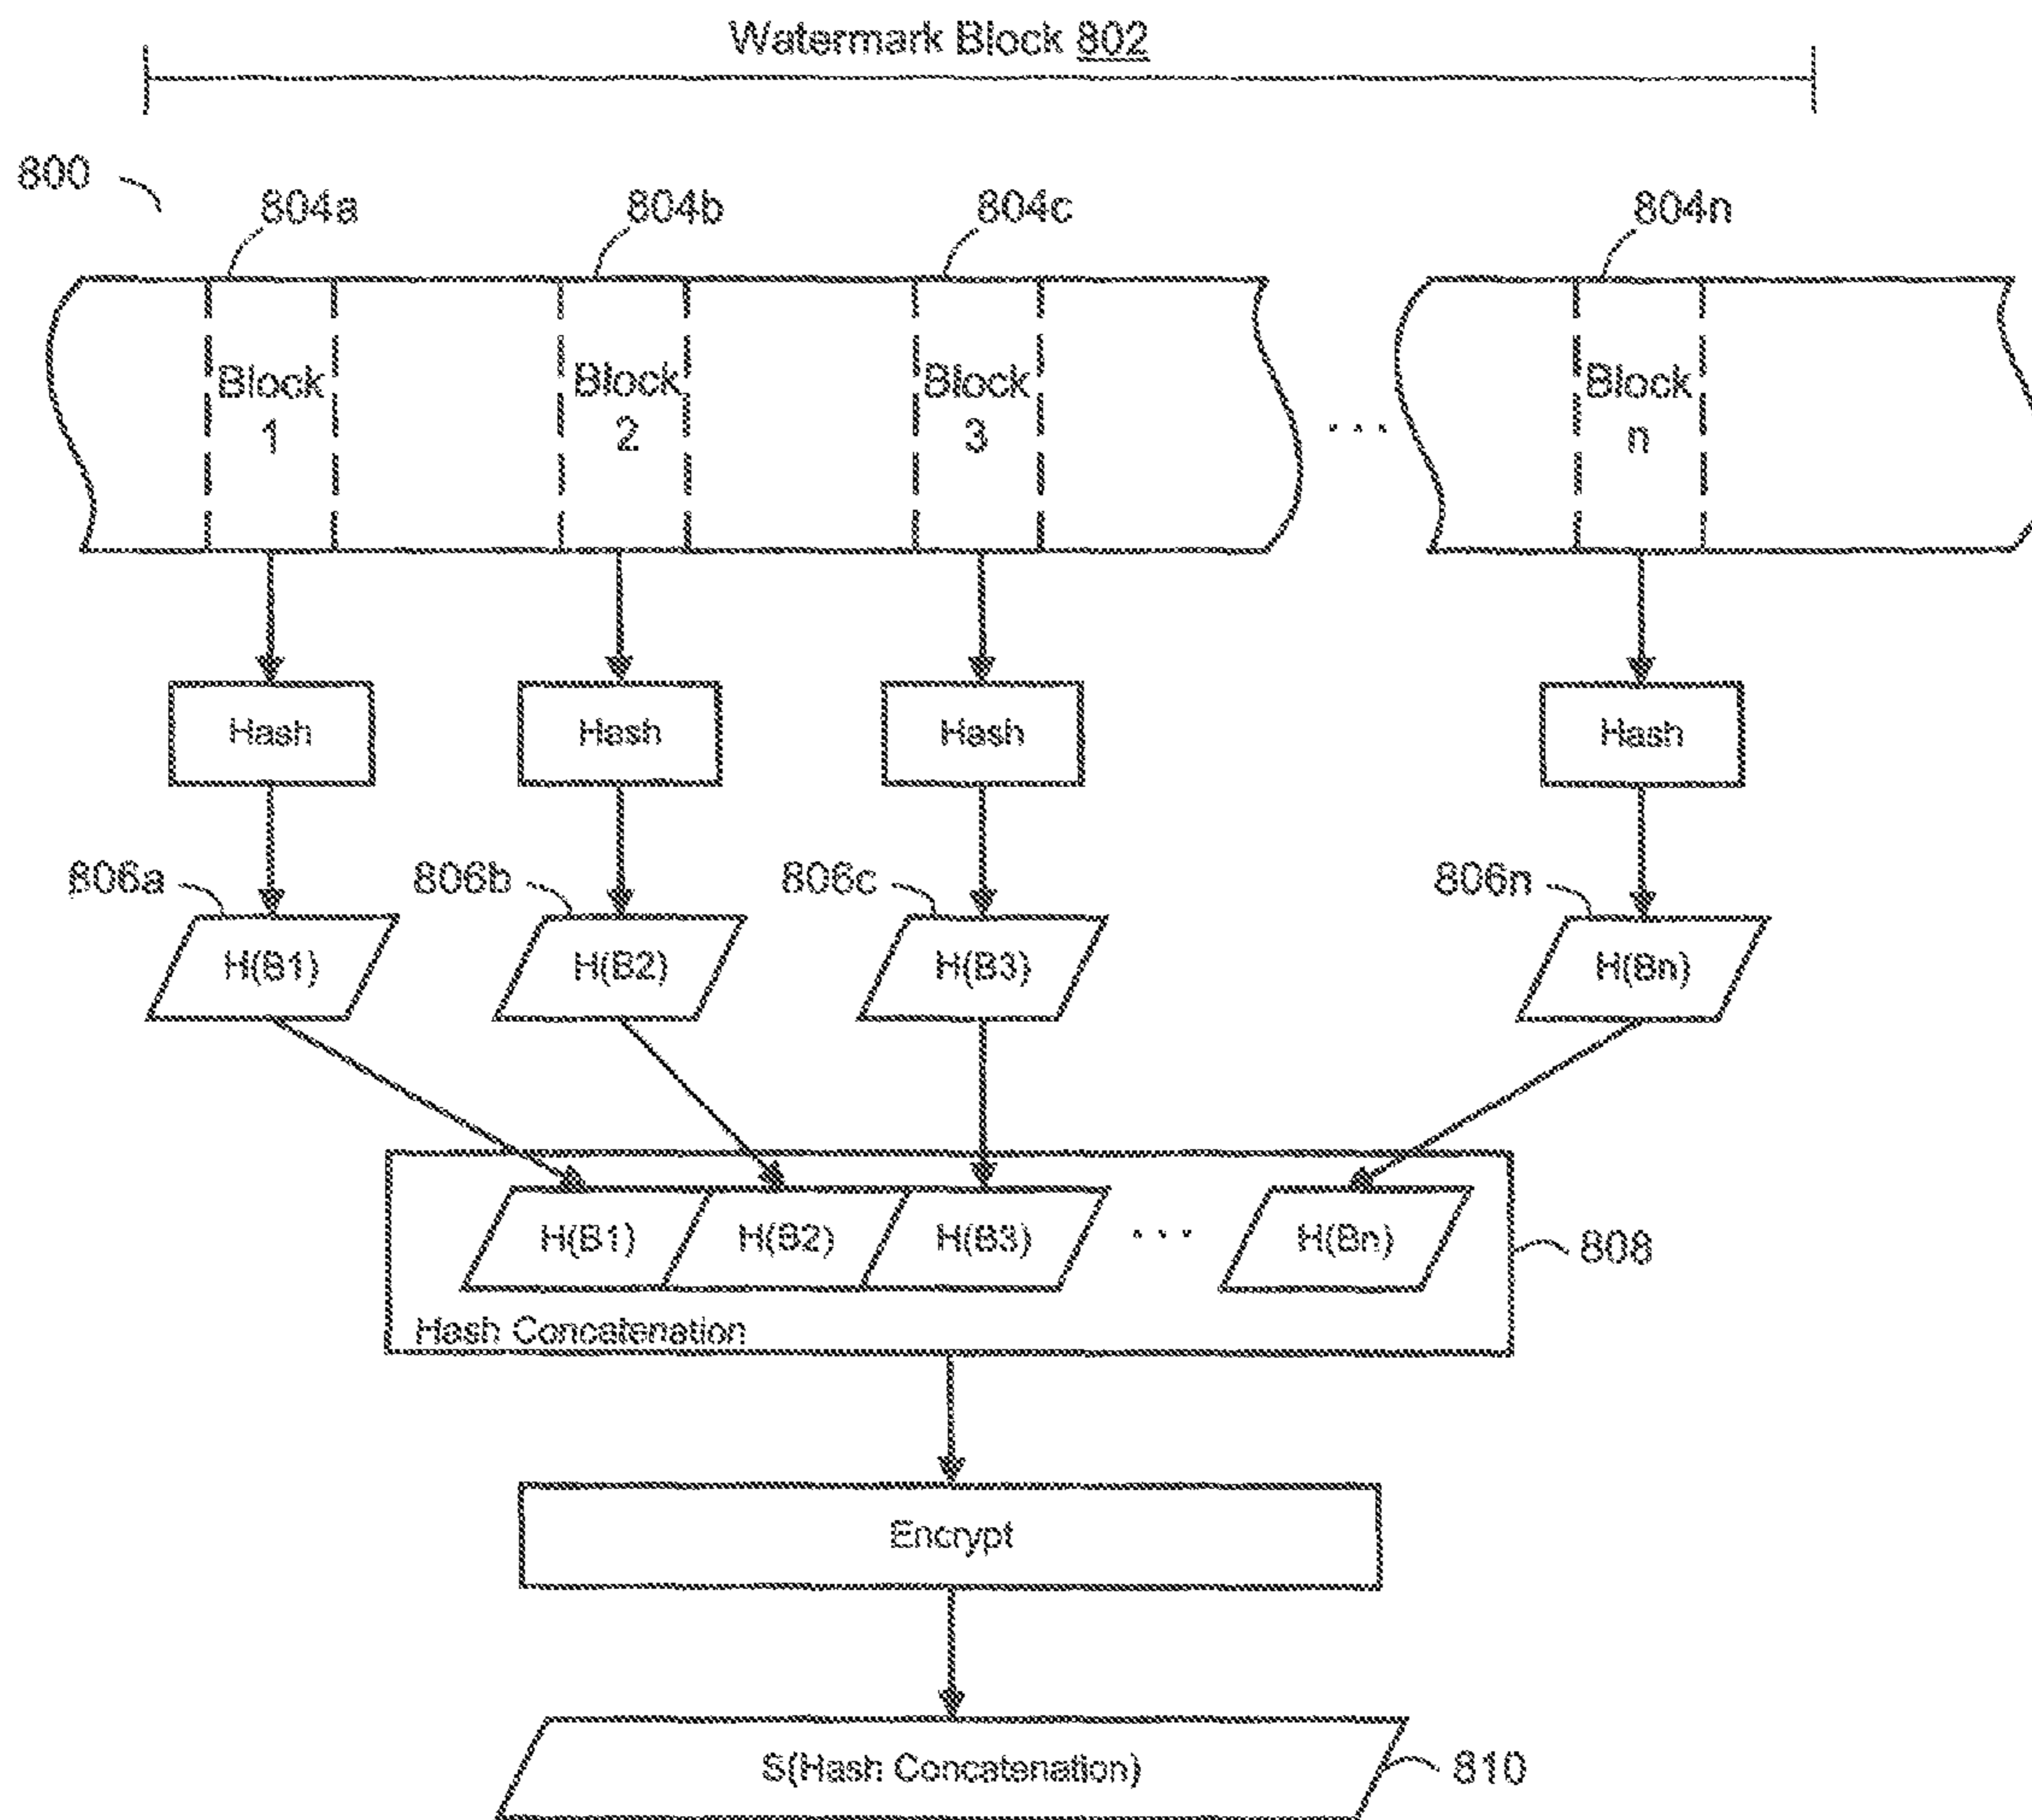 Watermark Block 802
800
804a 804b 804c 804n
Block 1 Block 2 Block 3 ... Block n
Hash Hash Hash Hash
806a 806b 806c 806n
H(B1) H(B2) H(B3) H(Bn)
H(B1) H(B2) H(B3) ... H(Bn)
808
Hash Concatenation
Encrypt
S(Hash Concatenation)
810